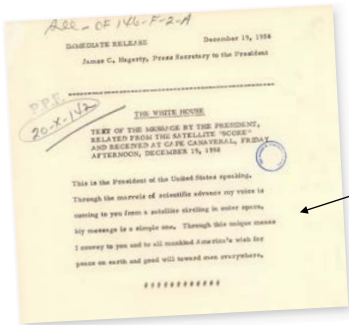 Acc - OF 146-F-2-A
IMMEDIATE RELEASE
December 19, 1958
James C. Hagerty, Press Secretary to the President
P.P.F.
20-X-142
THE WHITE HOUSE
TEXT OF THE MESSAGE BY THE PRESIDENT,
RELAYED FROM THE SATELLITE "SCORE"
AND RECEIVED AT CAPE CANAVERAL, FRIDAY
AFTERNOON, DECEMBER 19, 1958
This is the President of the United States speaking.
Through the marvels of scientific advance my voice is
coming to you from a satellite circling in outer space.
My message is a simple one. Through this unique means
I convey to you and to all mankind America's wish for
peace on earth and good will toward men everywhere.
# # # # # # # # # # # #